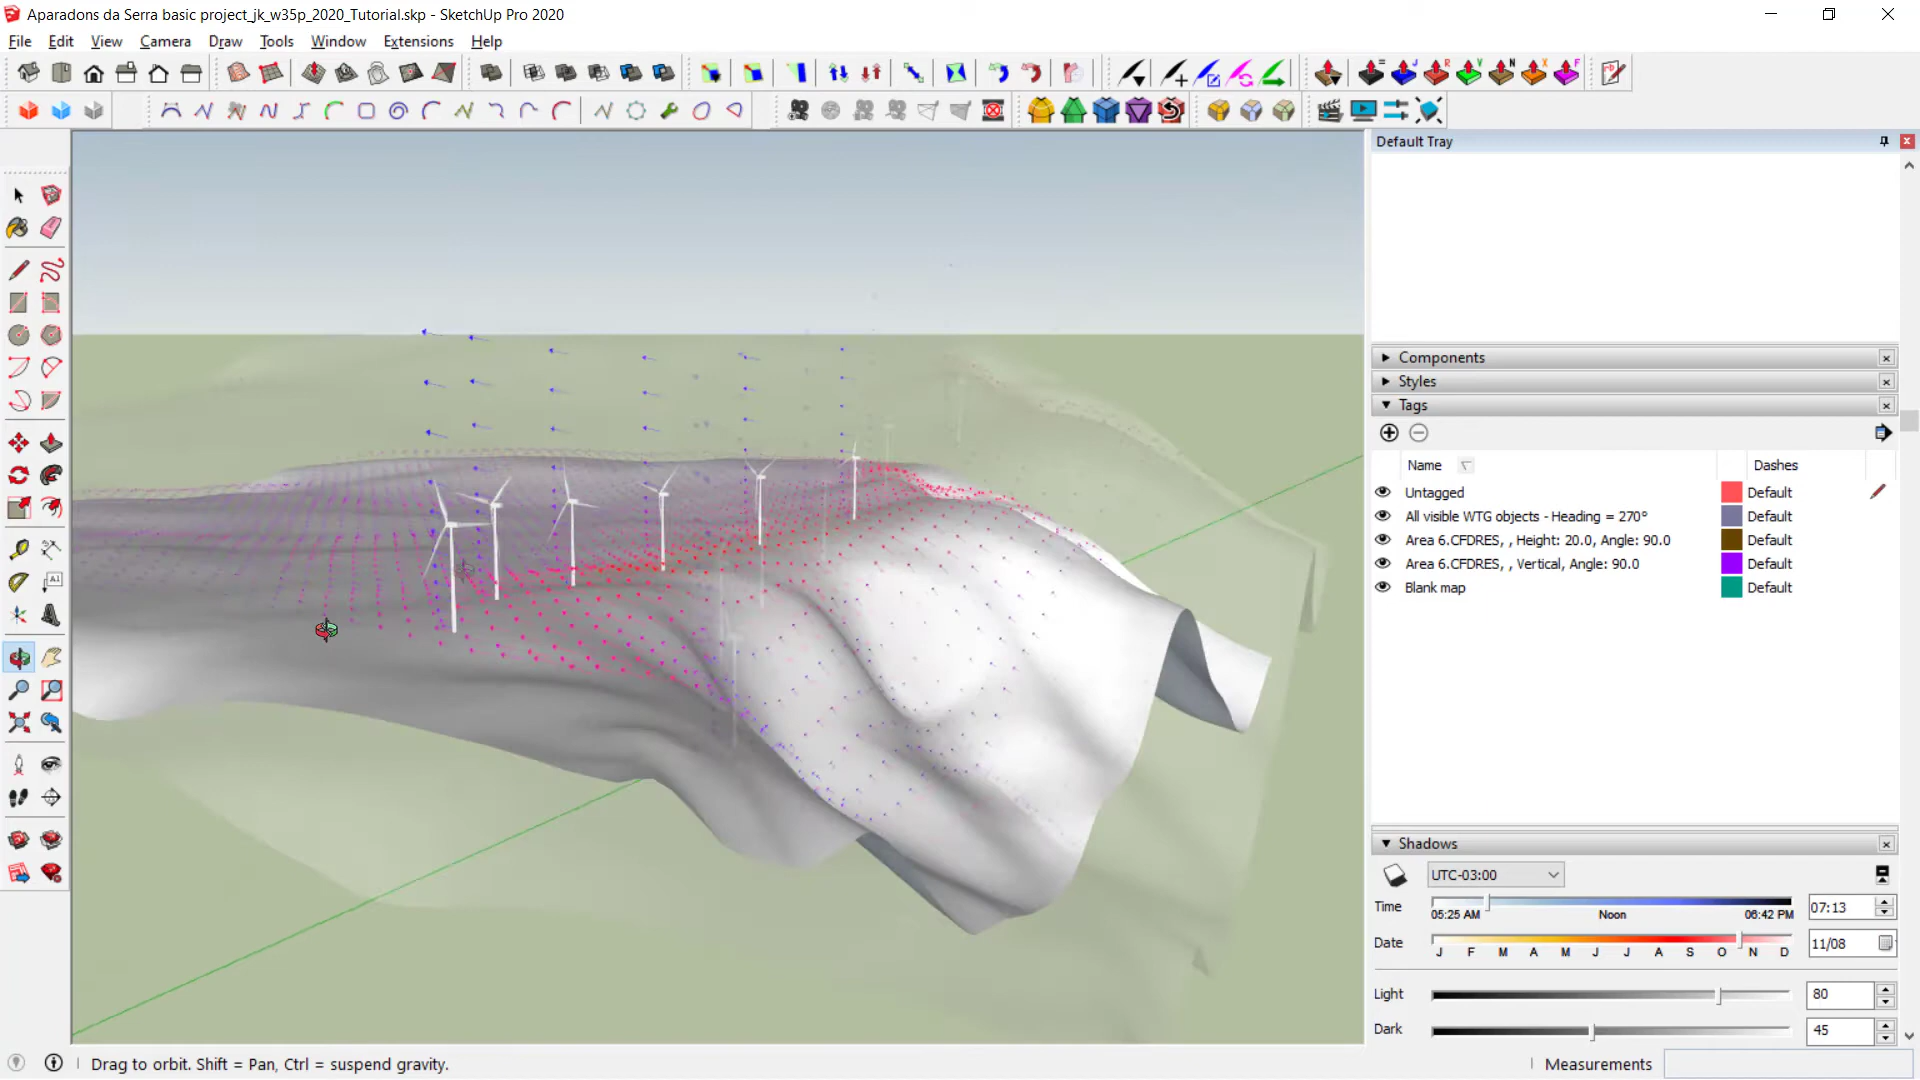 Aparadons da Serra basic project_jk_w35p_2020_Tutorial.skp - SketchUp Pro 2020
File Edit View Camera Draw Tools Window Extensions Help
Default Tray
Components
Styles
Tags
Name Dashes
Untagged Default
All visible WTG objects - Heading = 270° Default
Area 6.CFDRES, , Height: 20.0, Angle: 90.0 Default
Area 6.CFDRES, , Vertical, Angle: 90.0 Default
Blank map Default
Shadows
UTC-03:00
Time 07:13
05:25 AM Noon 06:42 PM
Date 11/08
J F M A M J J A S O N D
Light 80
Dark 45
Drag to orbit. Shift = Pan, Ctrl = suspend gravity.
Measurements